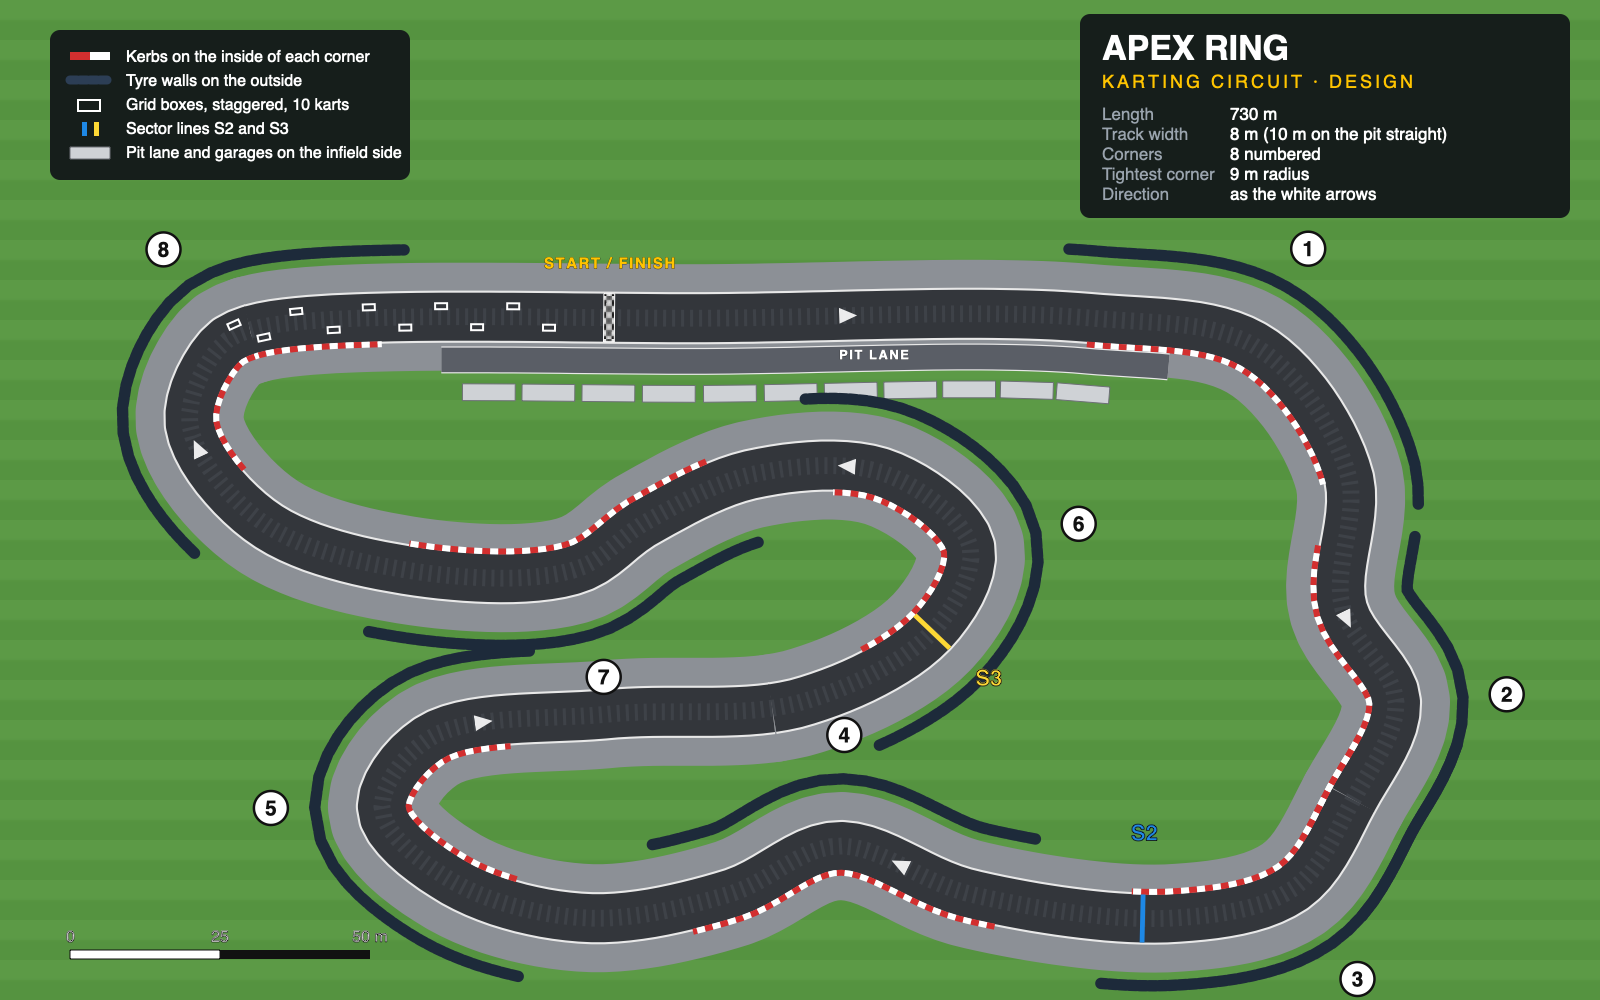 Kerbs on the inside of each corner
Tyre walls on the outside
Grid boxes, staggered, 10 karts
Sector lines S2 and S3
Pit lane and garages on the infield side
APEX RING
KARTING CIRCUIT · DESIGN
Length 730 m
Track width 8 m (10 m on the pit straight)
Corners 8 numbered
Tightest corner 9 m radius
Direction as the white arrows
8
1
START / FINISH
PIT LANE
6
7
S3
2
4
5
S2
0 25 50 m
3